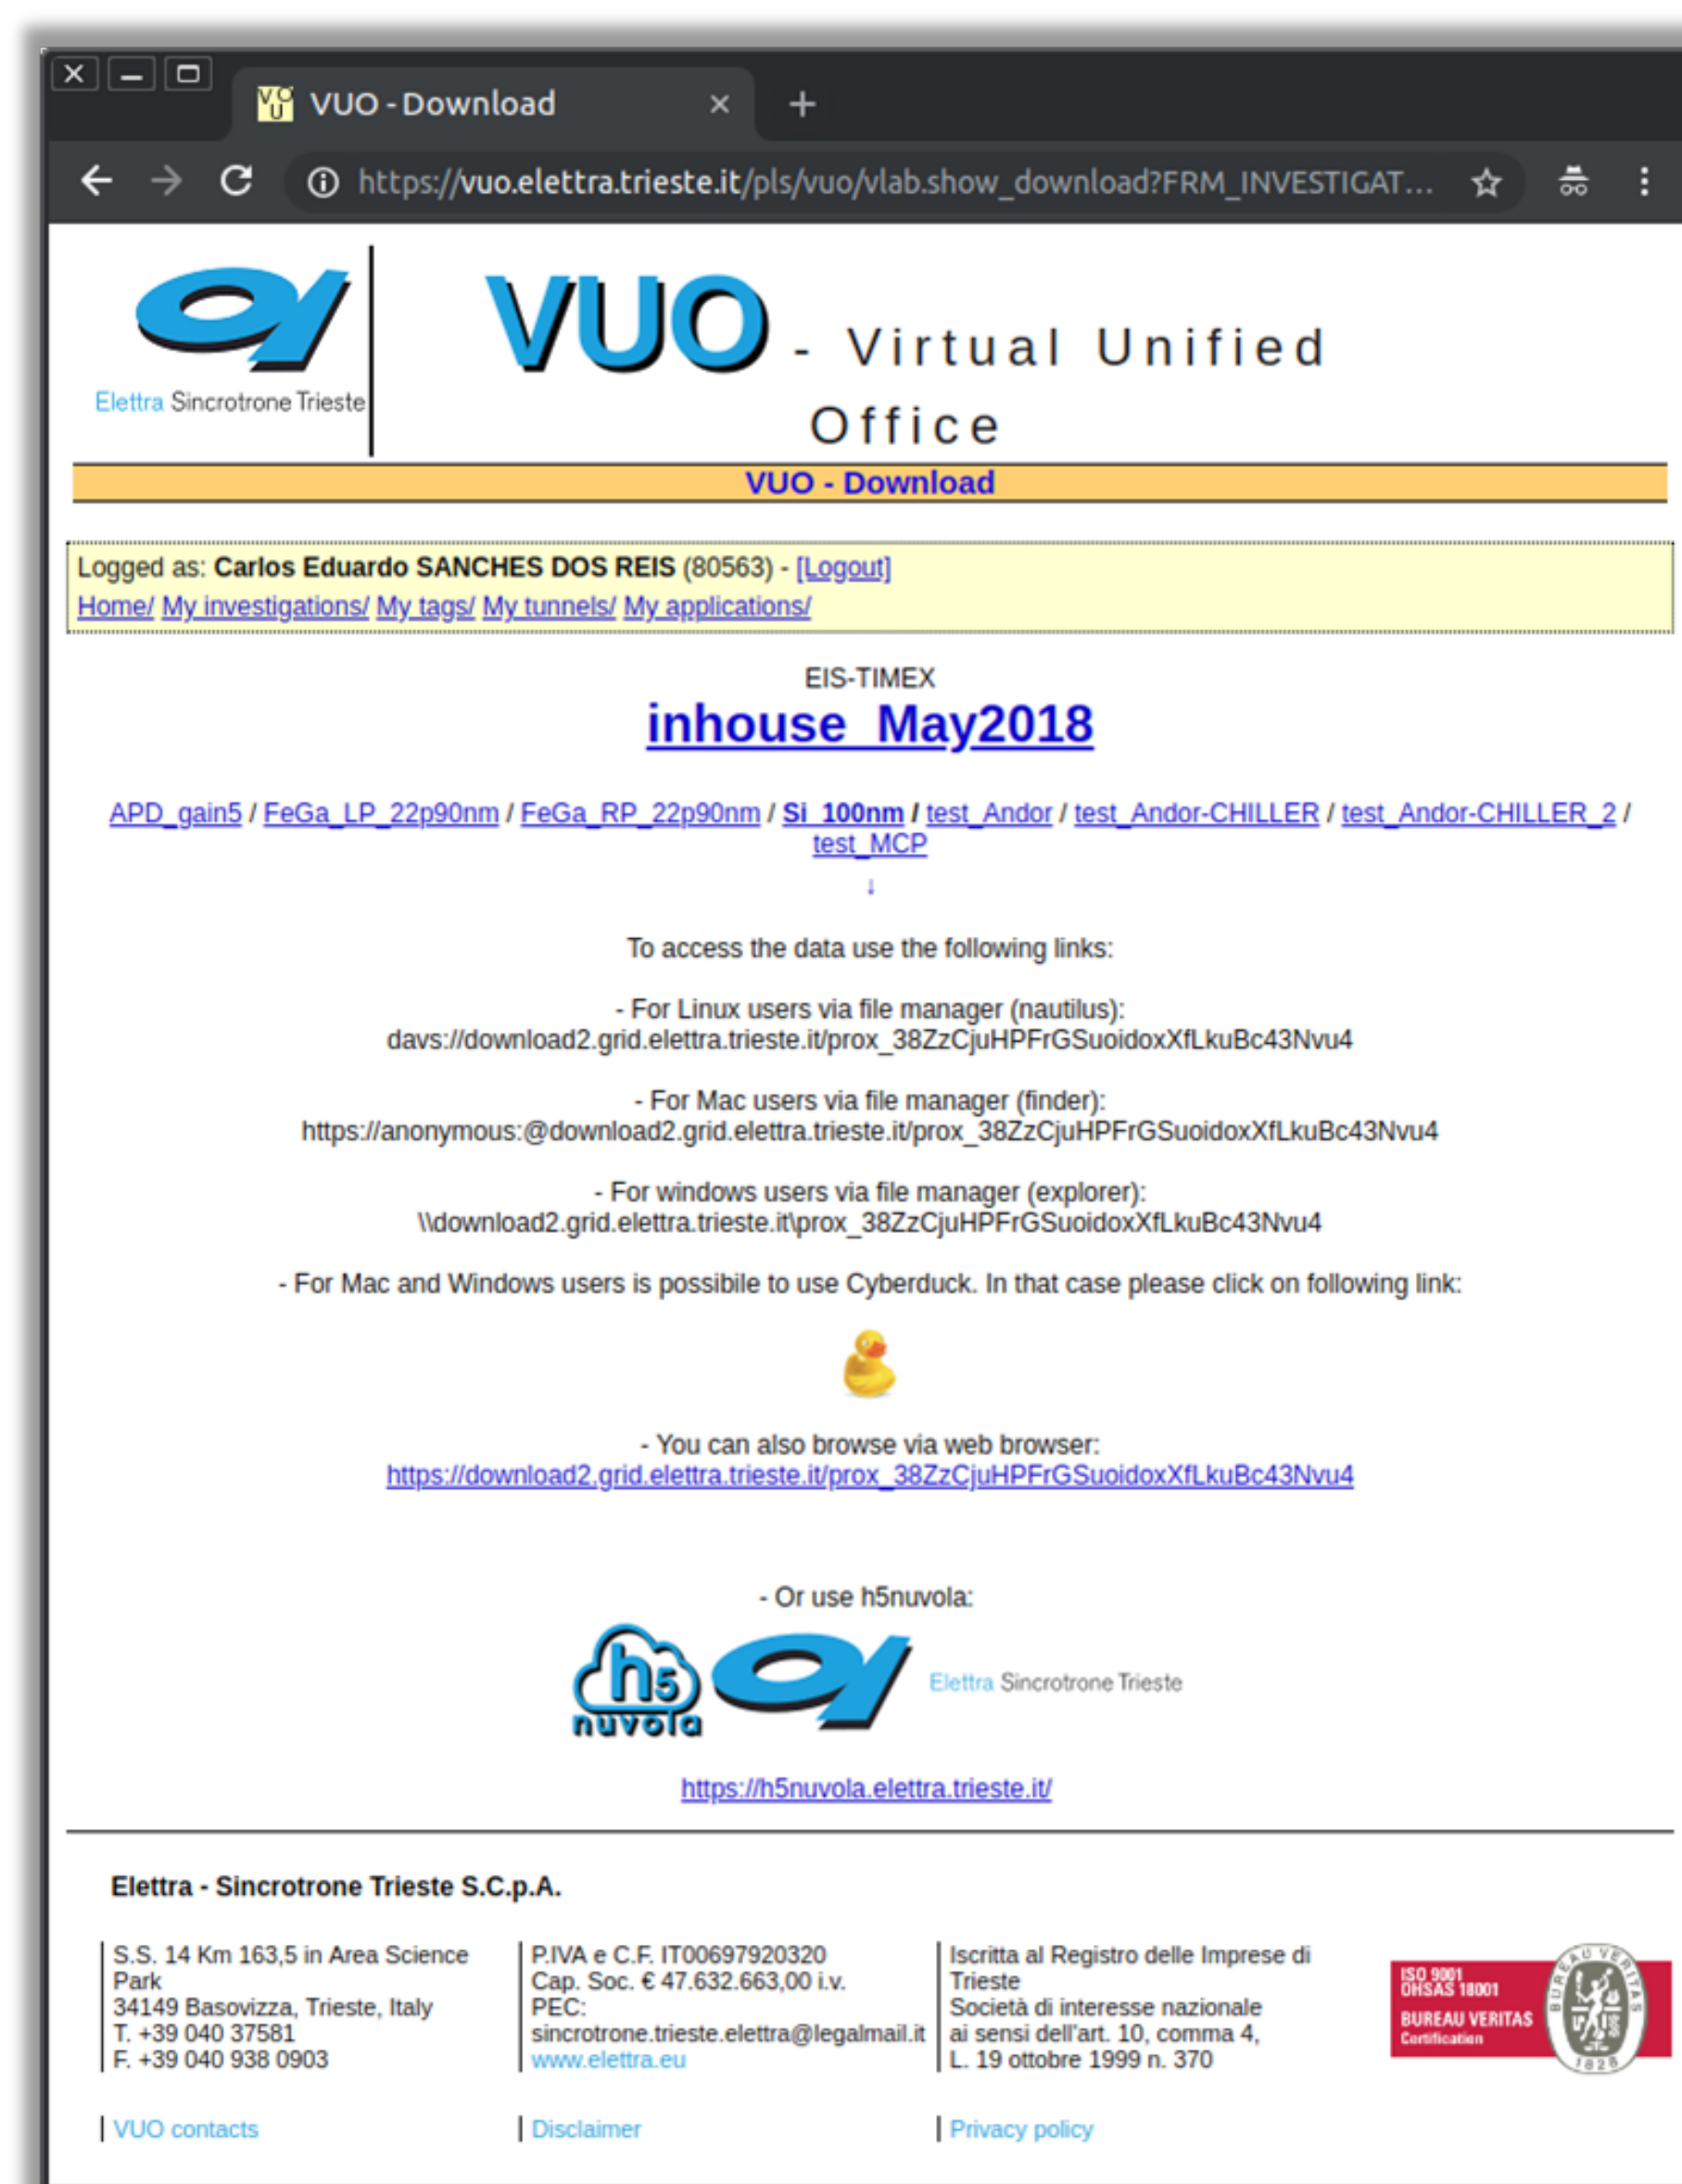 VUO - Download
https://vuo.elettra.trieste.it/pls/vuo/vlab.show_download?FRM_INVESTIGAT...
Elettra Sincrotrone Trieste
VUO - Virtual Unified
Office
VUO - Download
Logged as: Carlos Eduardo SANCHES DOS REIS (80563) - [Logout]
Home/ My investigations/ My tags/ My tunnels/ My applications/
EIS-TIMEX
inhouse_May2018
APD_gain5 / FeGa_LP_22p90nm / FeGa_RP_22p90nm / Si_100nm / test_Andor / test_Andor-CHILLER / test_Andor-CHILLER_2 /
test_MCP
↓
To access the data use the following links:
- For Linux users via file manager (nautilus):
davs://download2.grid.elettra.trieste.it/prox_38ZzCjuHPFrGSuoidoxXfLkuBc43Nvu4
- For Mac users via file manager (finder):
https://anonymous:@download2.grid.elettra.trieste.it/prox_38ZzCjuHPFrGSuoidoxXfLkuBc43Nvu4
- For windows users via file manager (explorer):
\\download2.grid.elettra.trieste.it\prox_38ZzCjuHPFrGSuoidoxXfLkuBc43Nvu4
- For Mac and Windows users is possibile to use Cyberduck. In that case please click on following link:
- You can also browse via web browser:
https://download2.grid.elettra.trieste.it/prox_38ZzCjuHPFrGSuoidoxXfLkuBc43Nvu4
- Or use h5nuvola:
h5
nuvola
Elettra Sincrotrone Trieste
https://h5nuvola.elettra.trieste.it/
Elettra - Sincrotrone Trieste S.C.p.A.
S.S. 14 Km 163,5 in Area Science
Park
34149 Basovizza, Trieste, Italy
T. +39 040 37581
F. +39 040 938 0903
P.IVA e C.F. IT00697920320
Cap. Soc. € 47.632.663,00 i.v.
PEC:
sincrotrone.trieste.elettra@legalmail.it
www.elettra.eu
Iscritta al Registro delle Imprese di
Trieste
Società di interesse nazionale
ai sensi dell'art. 10, comma 4,
L. 19 ottobre 1999 n. 370
ISO 9001
OHSAS 18001
BUREAU VERITAS
Certification
BUREAU VERITAS
1828
VUO contacts
Disclaimer
Privacy policy